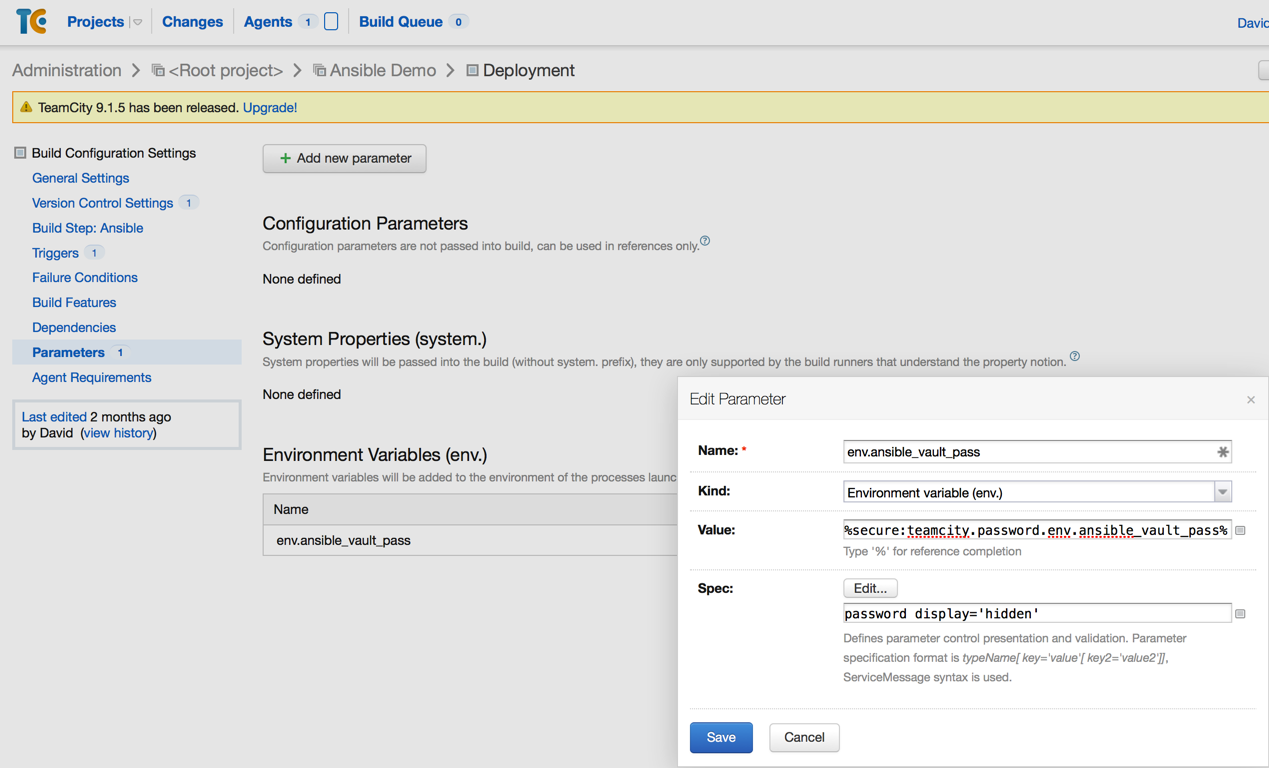 TC Projects Changes Agents 1 Build Queue 0 Davic
Administration <Root project> Ansible Demo Deployment
TeamCity 9.1.5 has been released. Upgrade!
Build Configuration Settings
General Settings
Version Control Settings 1
Build Step: Ansible
Triggers 1
Failure Conditions
Build Features
Dependencies
Parameters 1
Agent Requirements
Last edited 2 months ago
by David (view history)
+ Add new parameter
Configuration Parameters
Configuration parameters are not passed into build, can be used in references only. ?
None defined
System Properties (system.)
System properties will be passed into the build (without system. prefix), they are only supported by the build runners that understand the property notion. ?
None defined
Environment Variables (env.)
Environment variables will be added to the environment of the processes launc
Name
env.ansible_vault_pass
Edit Parameter ×
Name: * env.ansible_vault_pass
Kind: Environment variable (env.)
Value: %secure:teamcity.password.env.ansible_vault_pass%
Type '%' for reference completion
Spec: Edit...
password display='hidden'
Defines parameter control presentation and validation. Parameter
specification format is typeName[ key='value'[ key2='value2']],
ServiceMessage syntax is used.
Save Cancel